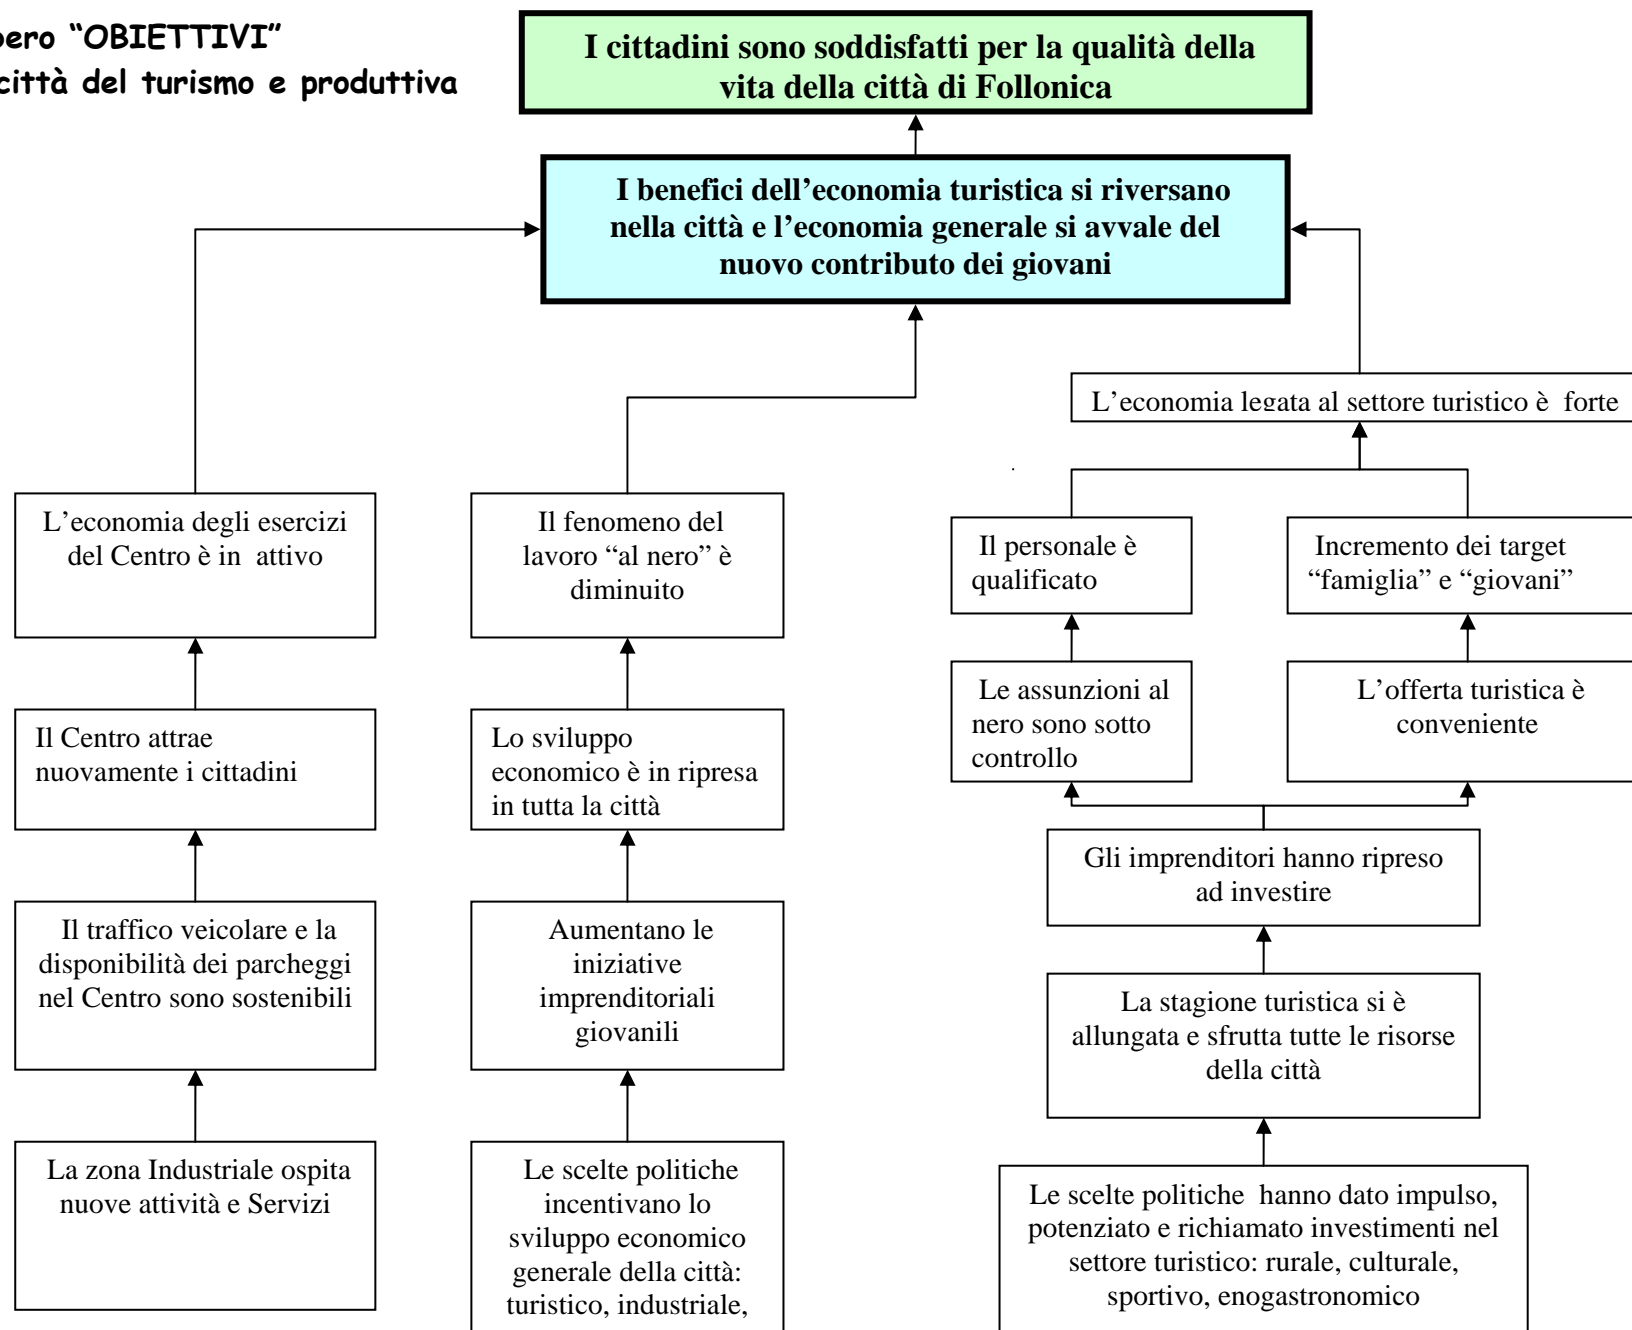 “OBIETTIVI”
città del turismo e produttiva
I cittadini sono soddisfatti per la qualità della
vita della città di Follonica
I benefici dell’economia turistica si riversano
nella città e l’economia generale si avvale del
nuovo contributo dei giovani
L’economia legata al settore turistico è forte
L’economia degli esercizi
del Centro è in attivo
Il fenomeno del
lavoro “al nero” è
diminuito
Il personale è
qualificato
Incremento dei target
“famiglia” e “giovani”
Il Centro attrae
nuovamente i cittadini
Lo sviluppo
economico è in ripresa
in tutta la città
Le assunzioni al
nero sono sotto
controllo
L’offerta turistica è
conveniente
Gli imprenditori hanno ripreso
ad investire
Il traffico veicolare e la
disponibilità dei parcheggi
nel Centro sono sostenibili
Aumentano le
iniziative
imprenditoriali
giovanili
La stagione turistica si è
allungata e sfrutta tutte le risorse
della città
La zona Industriale ospita
nuove attività e Servizi
Le scelte politiche
incentivano lo
sviluppo economico
generale della città:
turistico, industriale,
Le scelte politiche hanno dato impulso,
potenziato e richiamato investimenti nel
settore turistico: rurale, culturale,
sportivo, enogastronomico